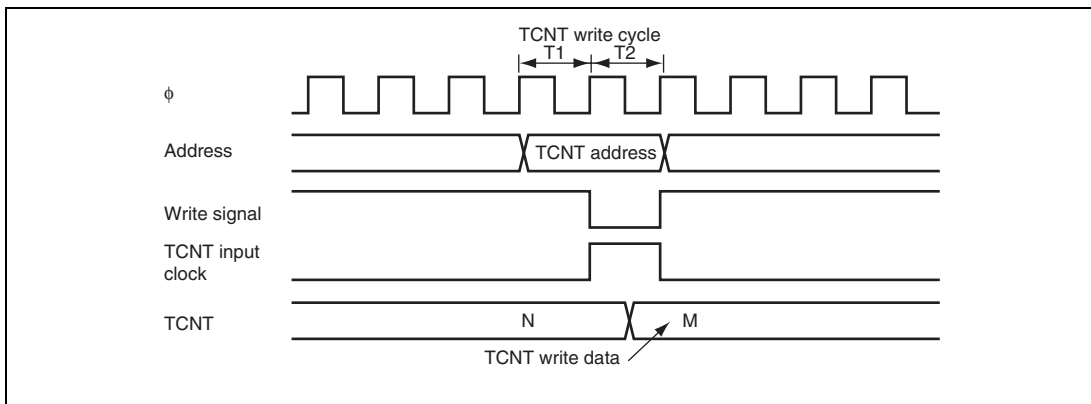 TCNT write cycle
T1 T2
ϕ
Address
TCNT address
Write signal
TCNT input
clock
TCNT
N
M
TCNT write data